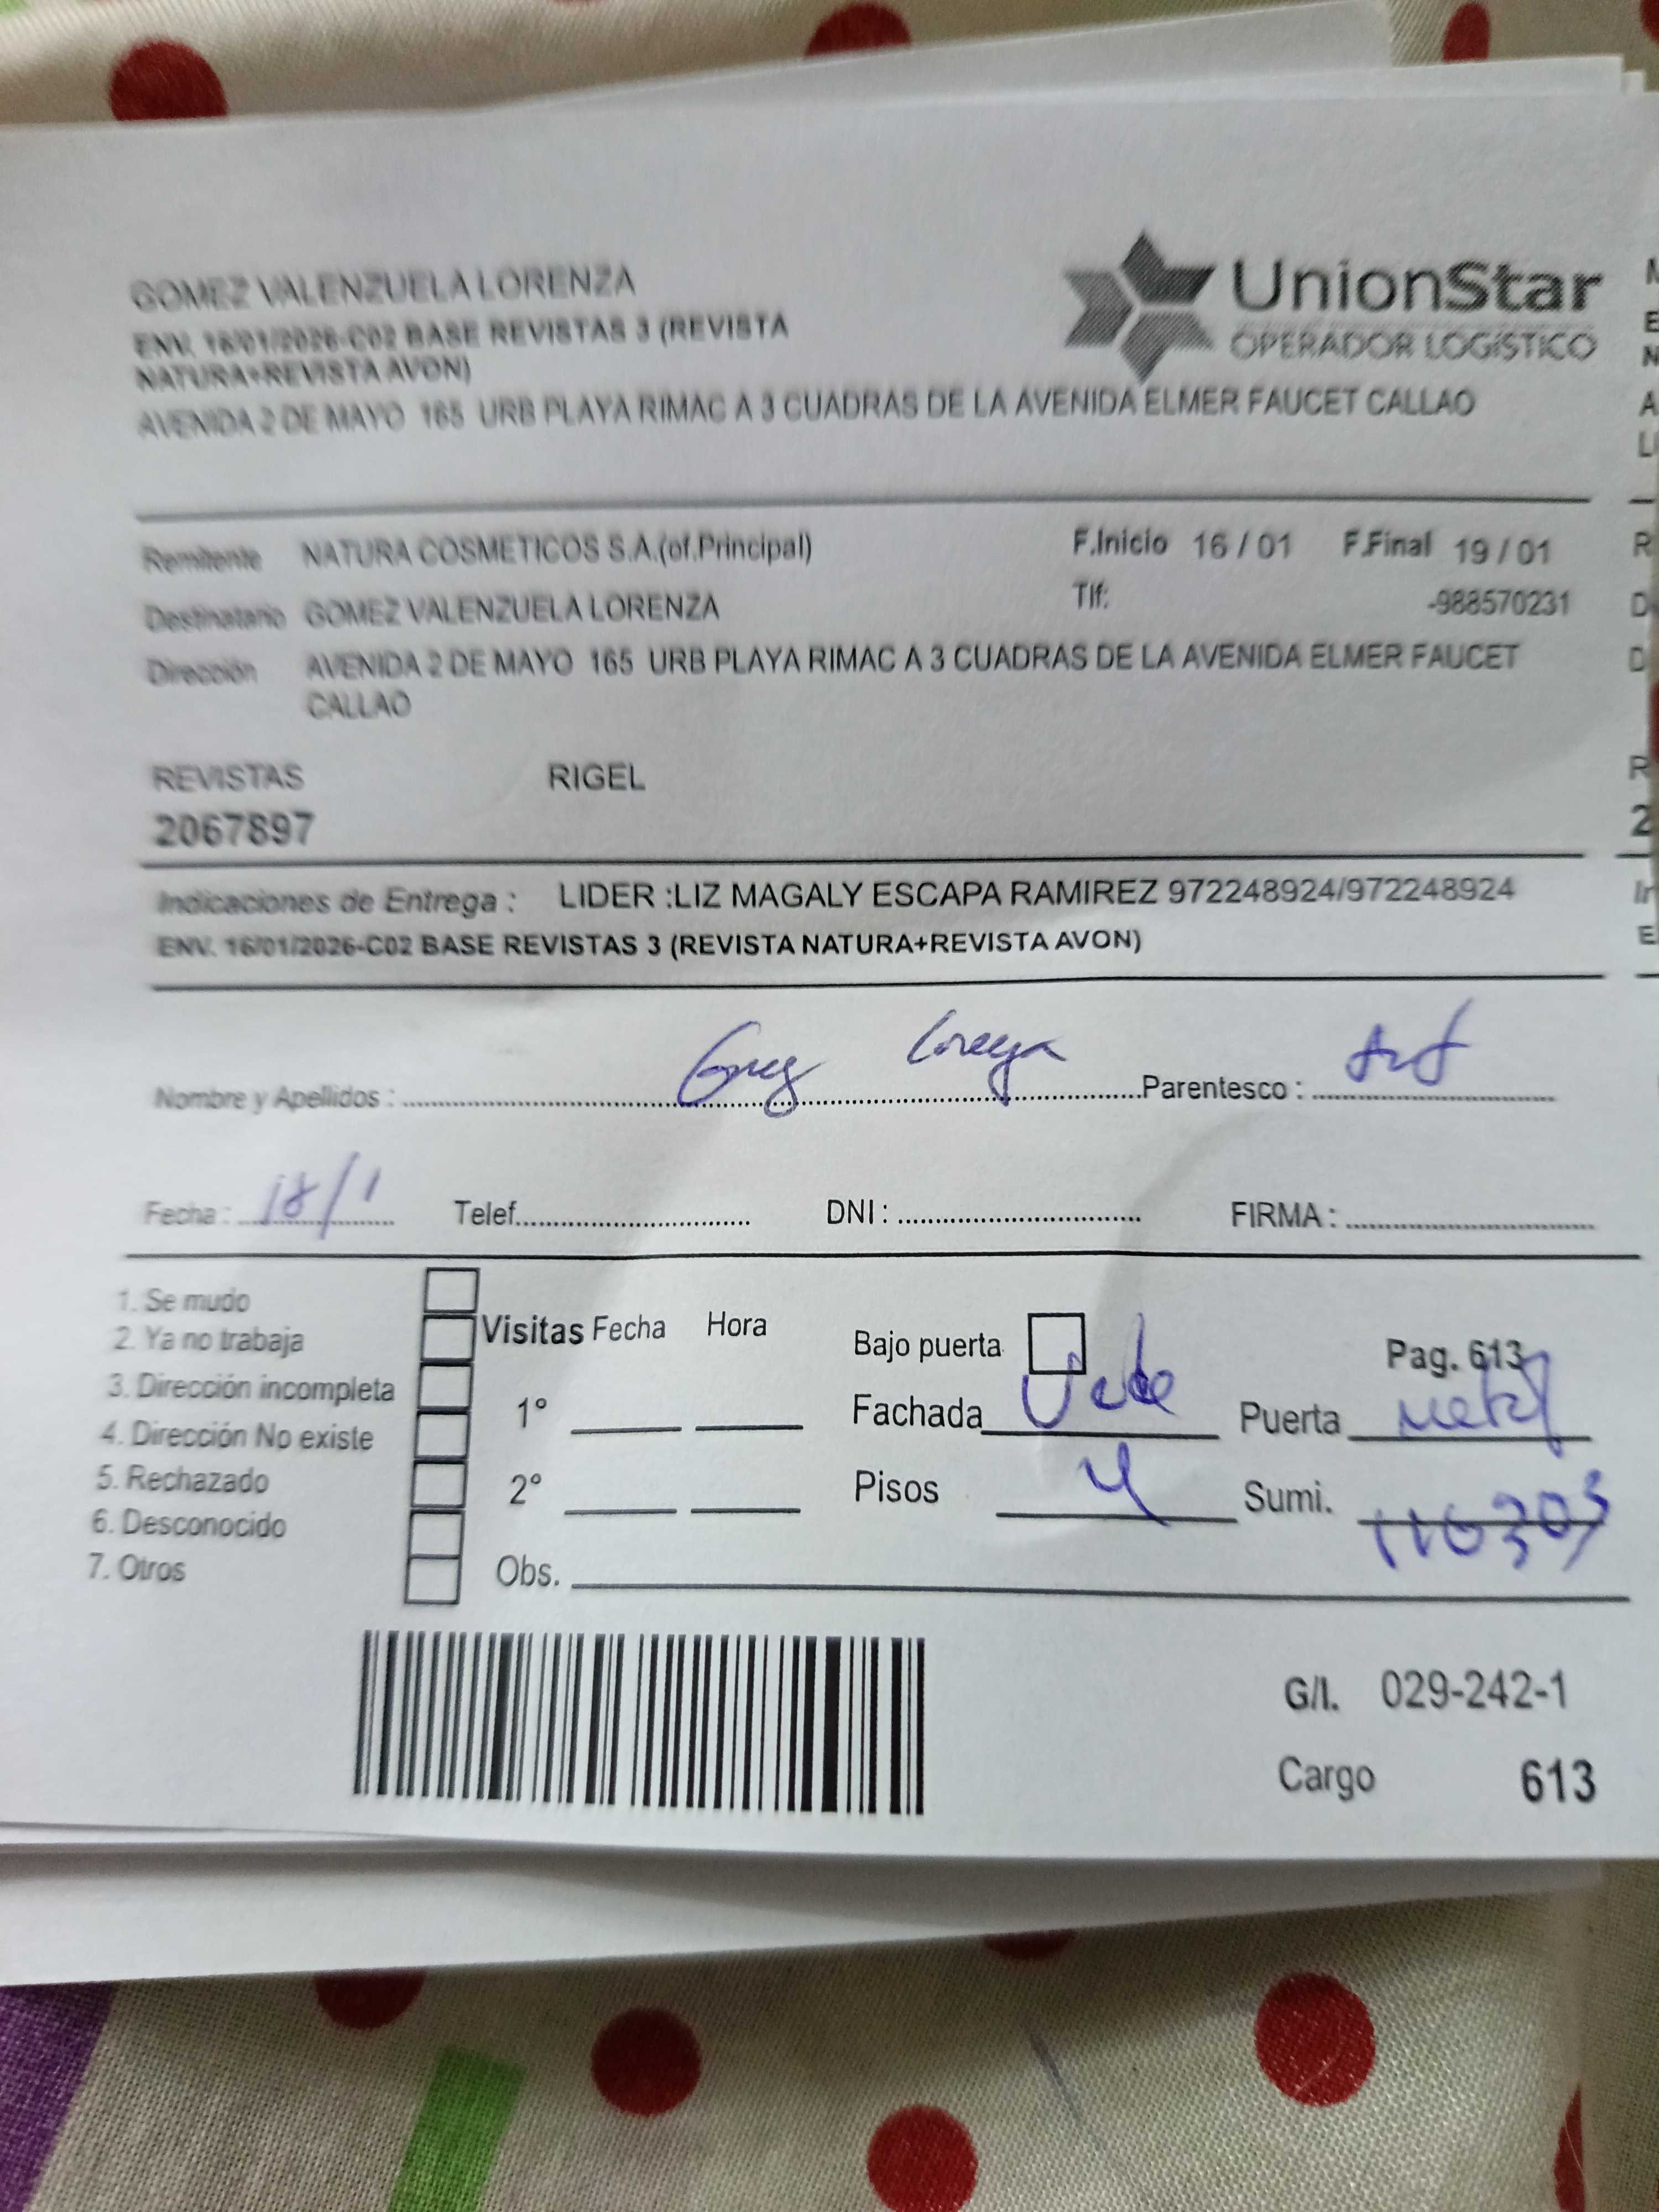 GOMEZ VALENZUELA LORENZA
ENV. 16/01/2026-C02 BASE REVISTAS 3 (REVISTA
NATURA+REVISTA AVON)
AVENIDA 2 DE MAYO 165 URB PLAYA RIMAC A 3 CUADRAS DE LA AVENIDA ELMER FAUCET CALLAO
UnionStar
OPERADOR LOGÍSTICO
Remitente NATURA COSMETICOS S.A.(of.Principal) F.Inicio 16 / 01 F.Final 19 / 01
Destinatario GOMEZ VALENZUELA LORENZA Tlf: -988570231
Dirección AVENIDA 2 DE MAYO 165 URB PLAYA RIMAC A 3 CUADRAS DE LA AVENIDA ELMER FAUCET
CALLAO
REVISTAS RIGEL
2067897
Indicaciones de Entrega : LIDER :LIZ MAGALY ESCAPA RAMIREZ 972248924/972248924
ENV. 16/01/2026-C02 BASE REVISTAS 3 (REVISTA NATURA+REVISTA AVON)
Nombre y Apellidos : Parentesco :
Fecha : 18/1 Telef. DNI : FIRMA :
1. Se mudo
2. Ya no trabaja
3. Dirección incompleta
4. Dirección No existe
5. Rechazado
6. Desconocido
7. Otros
Visitas Fecha Hora
1°
2°
Obs.
Bajo puerta Pag. 613
Fachada Puerta metal
Pisos 4 Sumi.
G/I. 029-242-1
Cargo 613